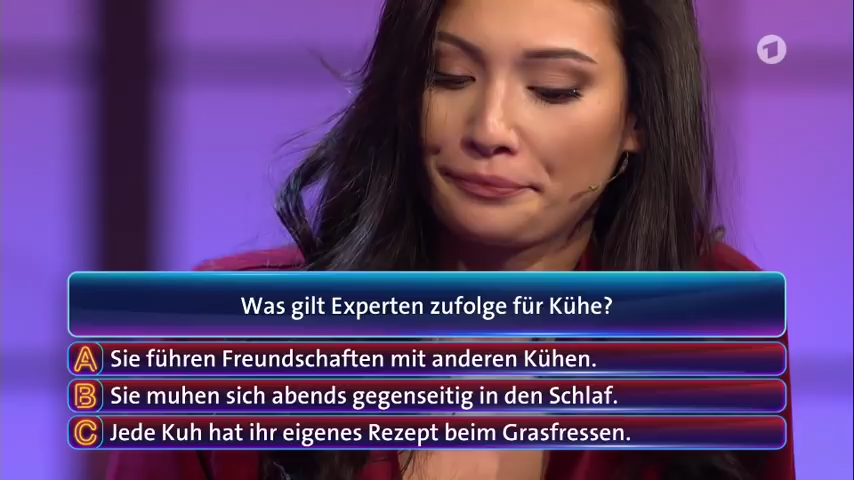 1
Was gilt Experten zufolge für Kühe?
A Sie führen Freundschaften mit anderen Kühen.
B Sie muhen sich abends gegenseitig in den Schlaf.
C Jede Kuh hat ihr eigenes Rezept beim Grasfressen.